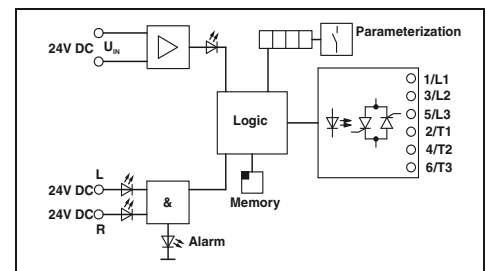 Parameterization
24V DC U_IN
1/L1
3/L2
5/L3
2/T1
4/T2
6/T3
Logic
L
24V DC
&
24V DC
R
Memory
Alarm